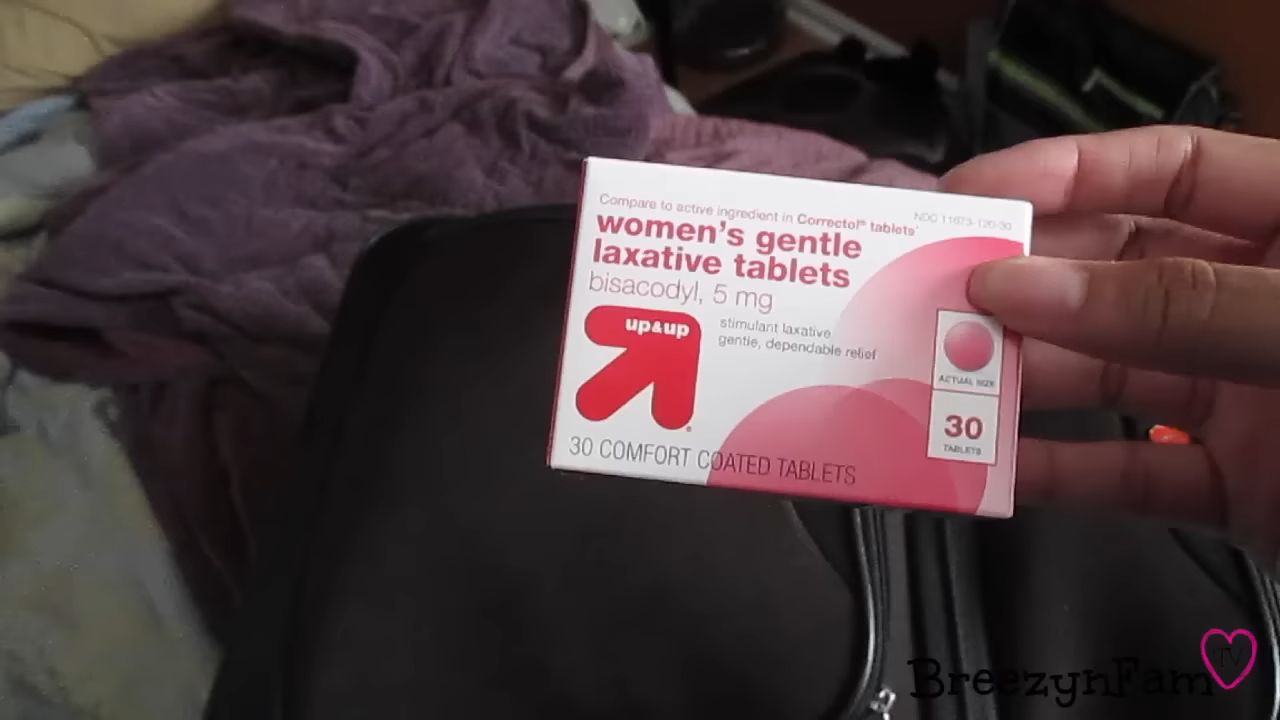 Compare to active ingredient in Correctol® tablets*
NDC 11673-120-30
women's gentle
laxative tablets
bisacodyl, 5 mg
up&up
stimulant laxative
gentle, dependable relief
ACTUAL SIZE
30
TABLETS
30 COMFORT COATED TABLETS
BreezynFam TV